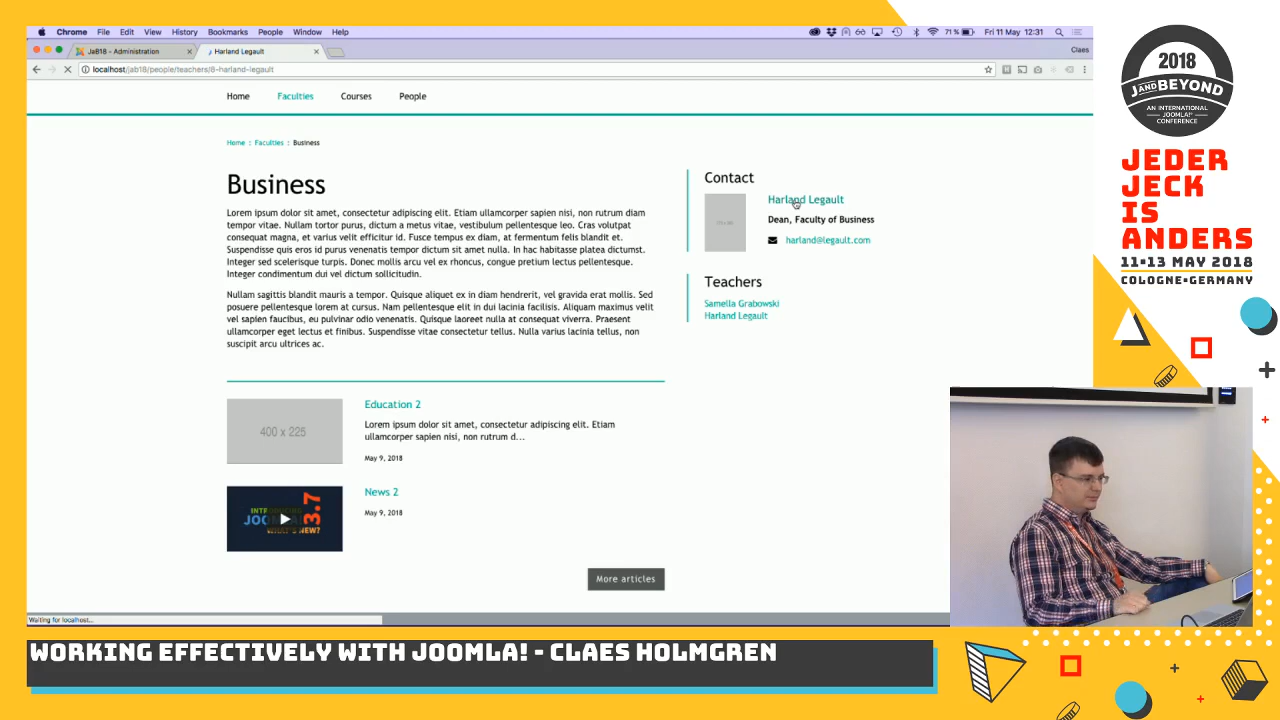 Chrome File Edit View History Bookmarks People Window Help
71% Fri 11 May 12:31
JaB18 - Administration
Harland Legault
Claes
localhost/jab18/people/teachers/8-harland-legault
Home Faculties Courses People
Home : Faculties : Business
Business
Lorem ipsum dolor sit amet, consectetur adipiscing elit. Etiam ullamcorper sapien nisi, non rutrum diam
tempor vitae. Nullam tortor purus, dictum a metus vitae, vestibulum pellentesque leo. Cras volutpat
consequat magna, et varius velit efficitur id. Fusce tempus ex diam, at fermentum felis blandit et.
Suspendisse quis eros id purus venenatis tempor dictum sit amet nulla. In hac habitasse platea dictumst.
Integer sed scelerisque turpis. Donec mollis arcu vel ex rhoncus, congue pretium lectus pellentesque.
Integer condimentum dui vel dictum sollicitudin.
Nullam sagittis blandit mauris a tempor. Quisque aliquet ex in diam hendrerit, vel gravida erat mollis. Sed
posuere pellentesque lorem at cursus. Nam pellentesque elit in dui lacinia facilisis. Aliquam maximus velit
vel sapien faucibus, eu pulvinar odio venenatis. Quisque laoreet nulla at consequat viverra. Praesent
ullamcorper eget lectus et finibus. Suspendisse vitae consectetur tellus. Nulla varius lacinia tellus, non
suscipit arcu ultrices ac.
Contact
Harland Legault
Dean, Faculty of Business
harland@legault.com
Teachers
Samella Grabowski
Harland Legault
400 x 225
Education 2
Lorem ipsum dolor sit amet, consectetur adipiscing elit. Etiam
ullamcorper sapien nisi, non rutrum d...
May 9, 2018
News 2
May 9, 2018
INTRODUCING
JOOMLA! 3.7
WHAT'S NEW?
More articles
Waiting for localhost...
2018
J AND BEYOND
AN INTERNATIONAL
JOOMLA!
CONFERENCE
JEDER
JECK
IS
ANDERS
11-13 MAY 2018
COLOGNE-GERMANY
WORKING EFFECTIVELY WITH JOOMLA! - CLAES HOLMGREN